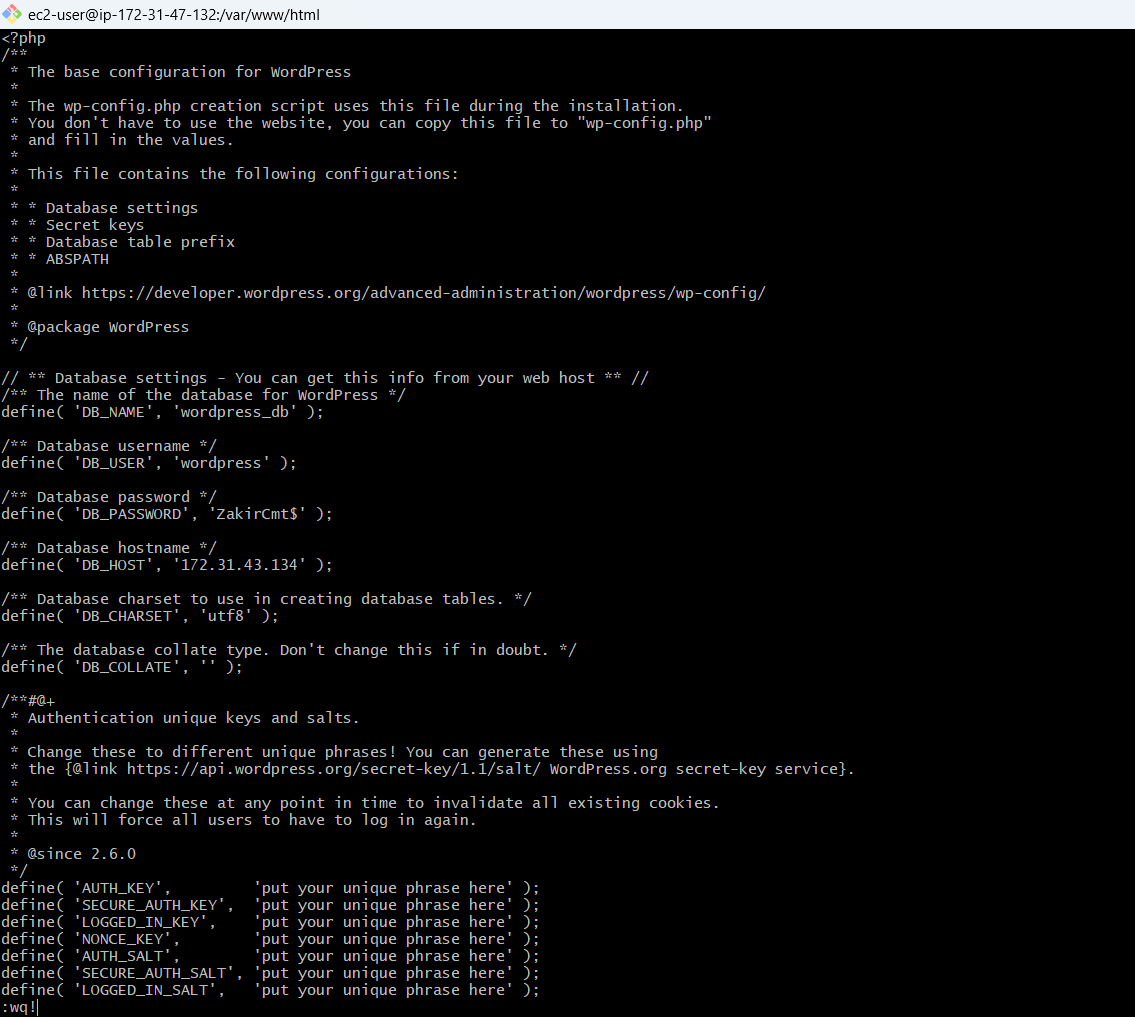 ec2-user@ip-172-31-47-132:/var/www/html
<?php
/**
 * The base configuration for WordPress
 *
 * The wp-config.php creation script uses this file during the installation.
 * You don't have to use the website, you can copy this file to "wp-config.php"
 * and fill in the values.
 *
 * This file contains the following configurations:
 *
 * * Database settings
 * * Secret keys
 * * Database table prefix
 * * ABSPATH
 *
 * @link https://developer.wordpress.org/advanced-administration/wordpress/wp-config/
 *
 * @package WordPress
 */

// ** Database settings - You can get this info from your web host ** //
/** The name of the database for WordPress */
define( 'DB_NAME', 'wordpress_db' );

/** Database username */
define( 'DB_USER', 'wordpress' );

/** Database password */
define( 'DB_PASSWORD', 'ZakirCmt$' );

/** Database hostname */
define( 'DB_HOST', '172.31.43.134' );

/** Database charset to use in creating database tables. */
define( 'DB_CHARSET', 'utf8' );

/** The database collate type. Don't change this if in doubt. */
define( 'DB_COLLATE', '' );

/**#@+
 * Authentication unique keys and salts.
 *
 * Change these to different unique phrases! You can generate these using
 * the {@link https://api.wordpress.org/secret-key/1.1/salt/ WordPress.org secret-key service}.
 *
 * You can change these at any point in time to invalidate all existing cookies.
 * This will force all users to have to log in again.
 *
 * @since 2.6.0
 */
define( 'AUTH_KEY',         'put your unique phrase here' );
define( 'SECURE_AUTH_KEY',  'put your unique phrase here' );
define( 'LOGGED_IN_KEY',    'put your unique phrase here' );
define( 'NONCE_KEY',        'put your unique phrase here' );
define( 'AUTH_SALT',        'put your unique phrase here' );
define( 'SECURE_AUTH_SALT', 'put your unique phrase here' );
define( 'LOGGED_IN_SALT',   'put your unique phrase here' );
:wq!